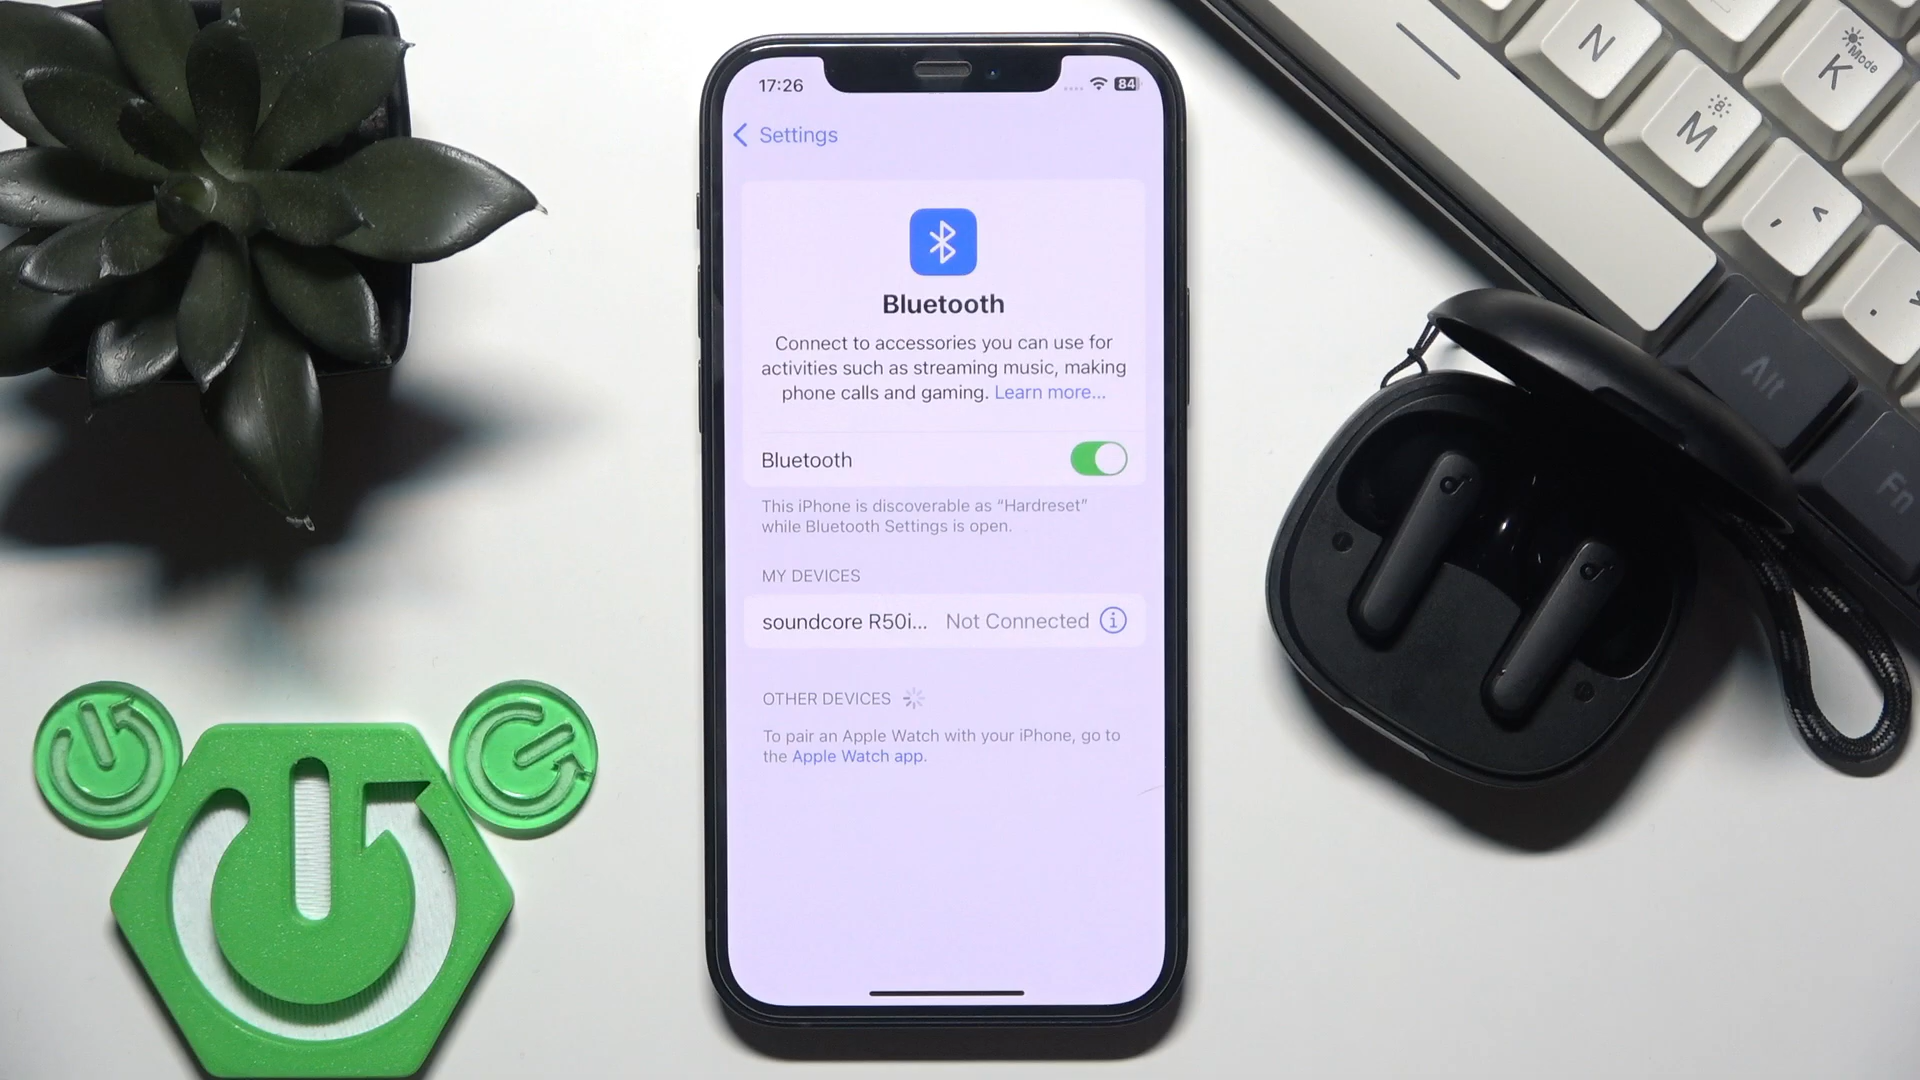 17:26
84
Settings
Bluetooth
Connect to accessories you can use for
activities such as streaming music, making
phone calls and gaming. Learn more...
Bluetooth
This iPhone is discoverable as “Hardreset”
while Bluetooth Settings is open.
MY DEVICES
soundcore R50i... Not Connected
OTHER DEVICES
To pair an Apple Watch with your iPhone, go to
the Apple Watch app.
N
M
K
Mode
, ^
.
Alt
Fn